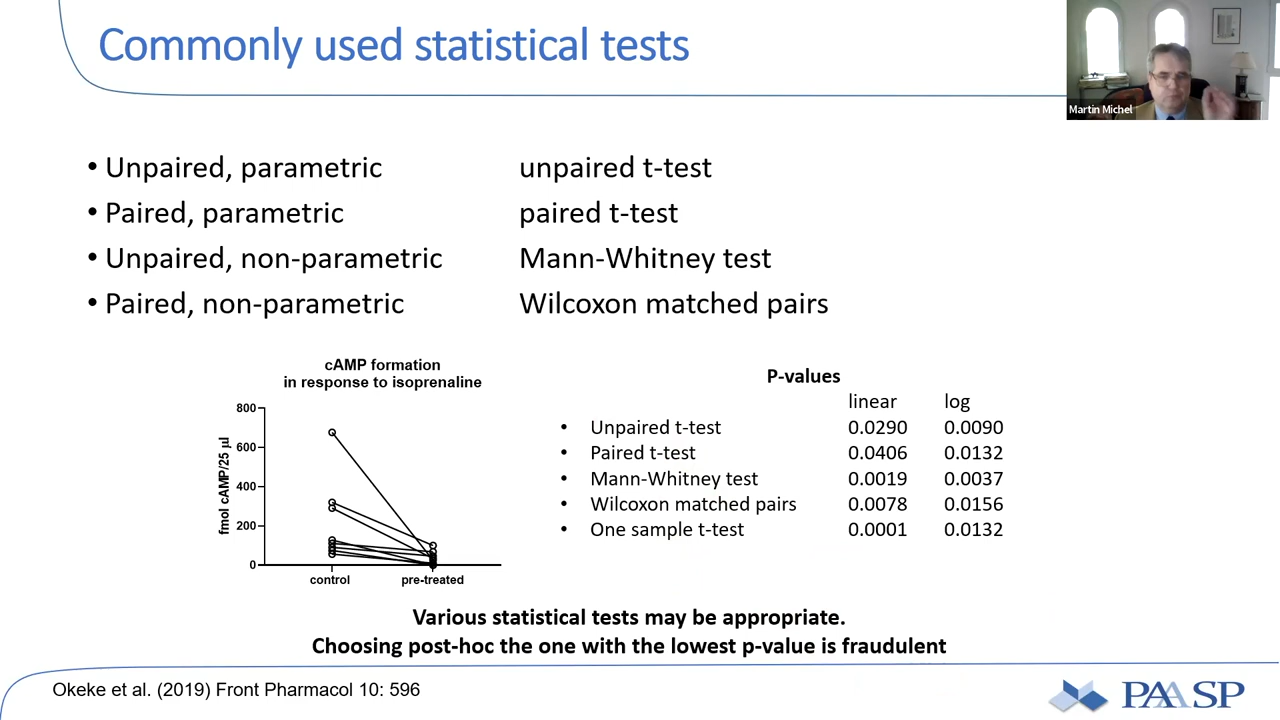 Commonly used statistical tests
Martin Michel
• Unpaired, parametric unpaired t-test
• Paired, parametric paired t-test
• Unpaired, non-parametric Mann-Whitney test
• Paired, non-parametric Wilcoxon matched pairs
cAMP formation
in response to isoprenaline
fmol cAMP/25 µl
800
600
400
200
0
control pre-treated
P-values
linear log
• Unpaired t-test 0.0290 0.0090
• Paired t-test 0.0406 0.0132
• Mann-Whitney test 0.0019 0.0037
• Wilcoxon matched pairs 0.0078 0.0156
• One sample t-test 0.0001 0.0132
Various statistical tests may be appropriate.
Choosing post-hoc the one with the lowest p-value is fraudulent
Okeke et al. (2019) Front Pharmacol 10: 596
PAASP